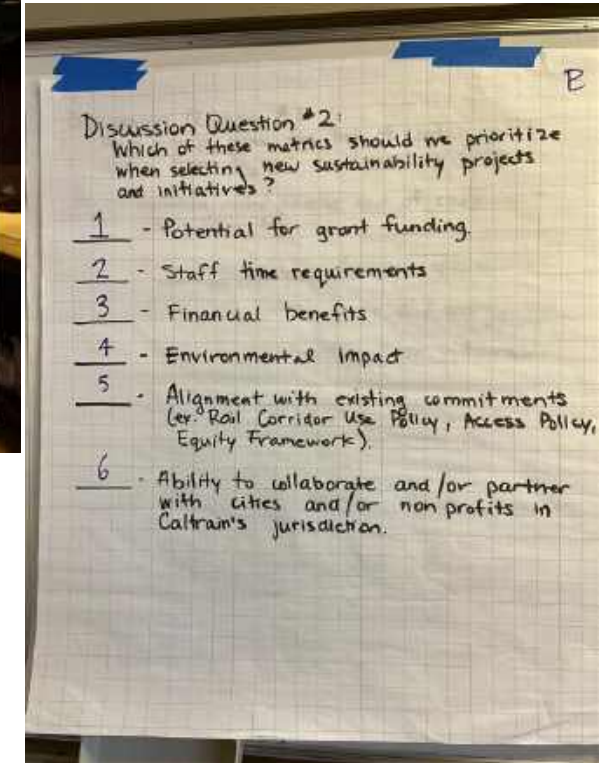 B
Discussion Question #2:
Which of these metrics should we prioritize
when selecting new sustainability projects
and initiatives?
1 - Potential for grant funding.
2 - Staff time requirements
3 - Financial benefits
4 - Environmental impact
5 - Alignment with existing commitments
(ex. Rail Corridor Use Policy, Access Policy,
Equity Framework).
6 - Ability to collaborate and/or partner
with cities and/or non profits in
Caltrain's jurisdiction.